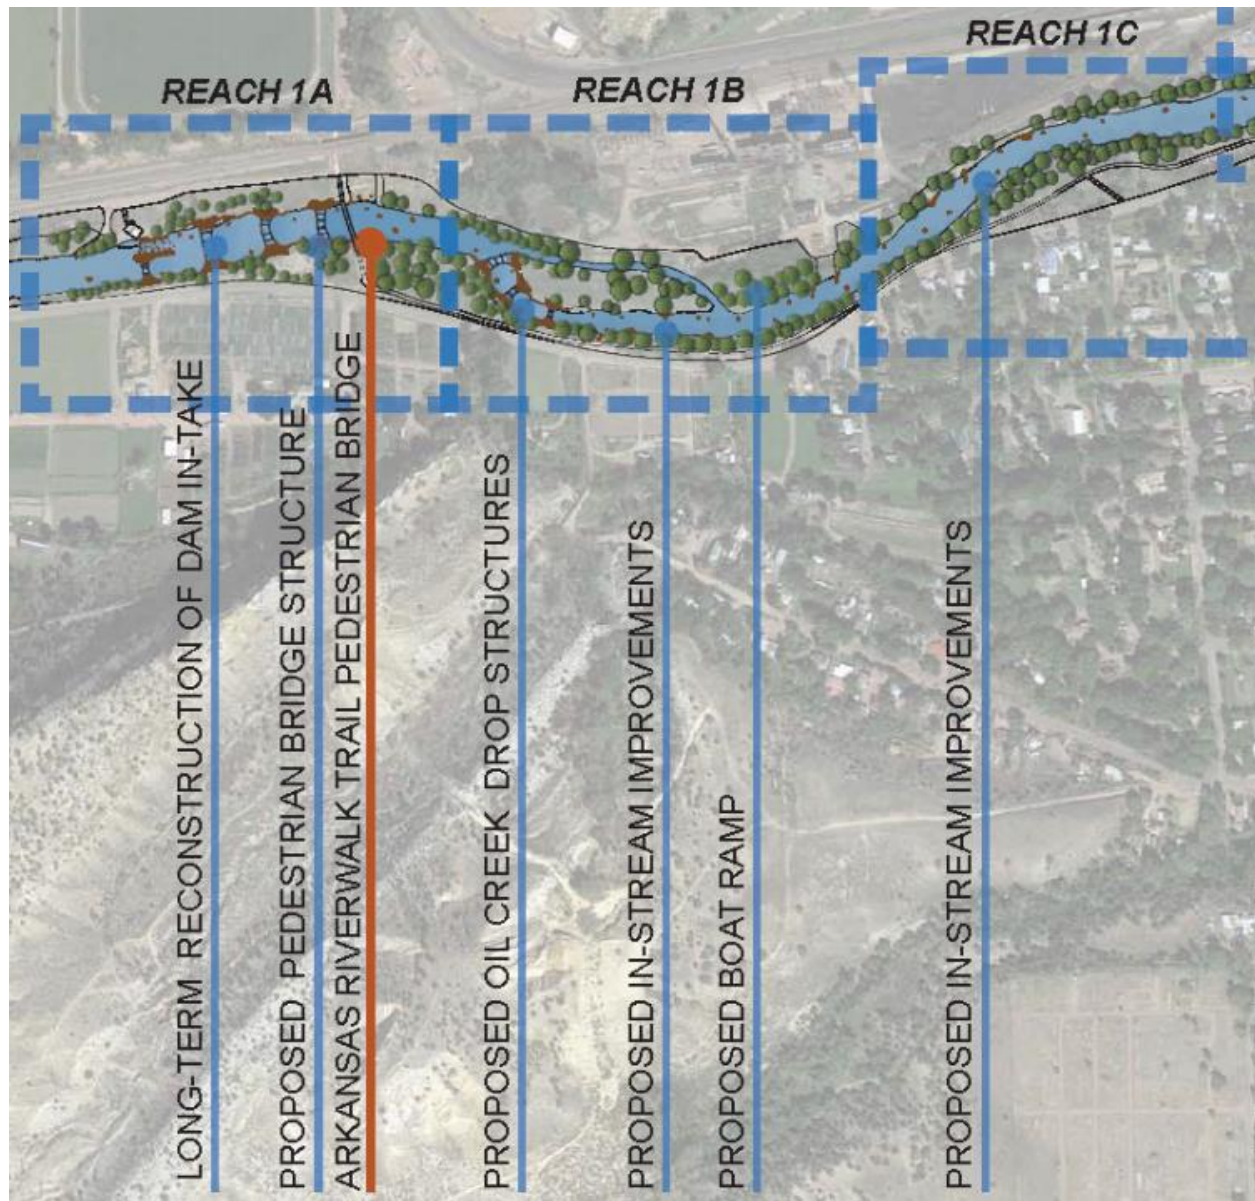 REACH 1A
REACH 1B
REACH 1C
LONG-TERM RECONSTRUCTION OF DAM IN-TAKE
PROPOSED PEDESTRIAN BRIDGE STRUCTURE
ARKANSAS RIVERWALK TRAIL PEDESTRIAN BRIDGE
PROPOSED OIL CREEK DROP STRUCTURES
PROPOSED IN-STREAM IMPROVEMENTS
PROPOSED BOAT RAMP
PROPOSED IN-STREAM IMPROVEMENTS